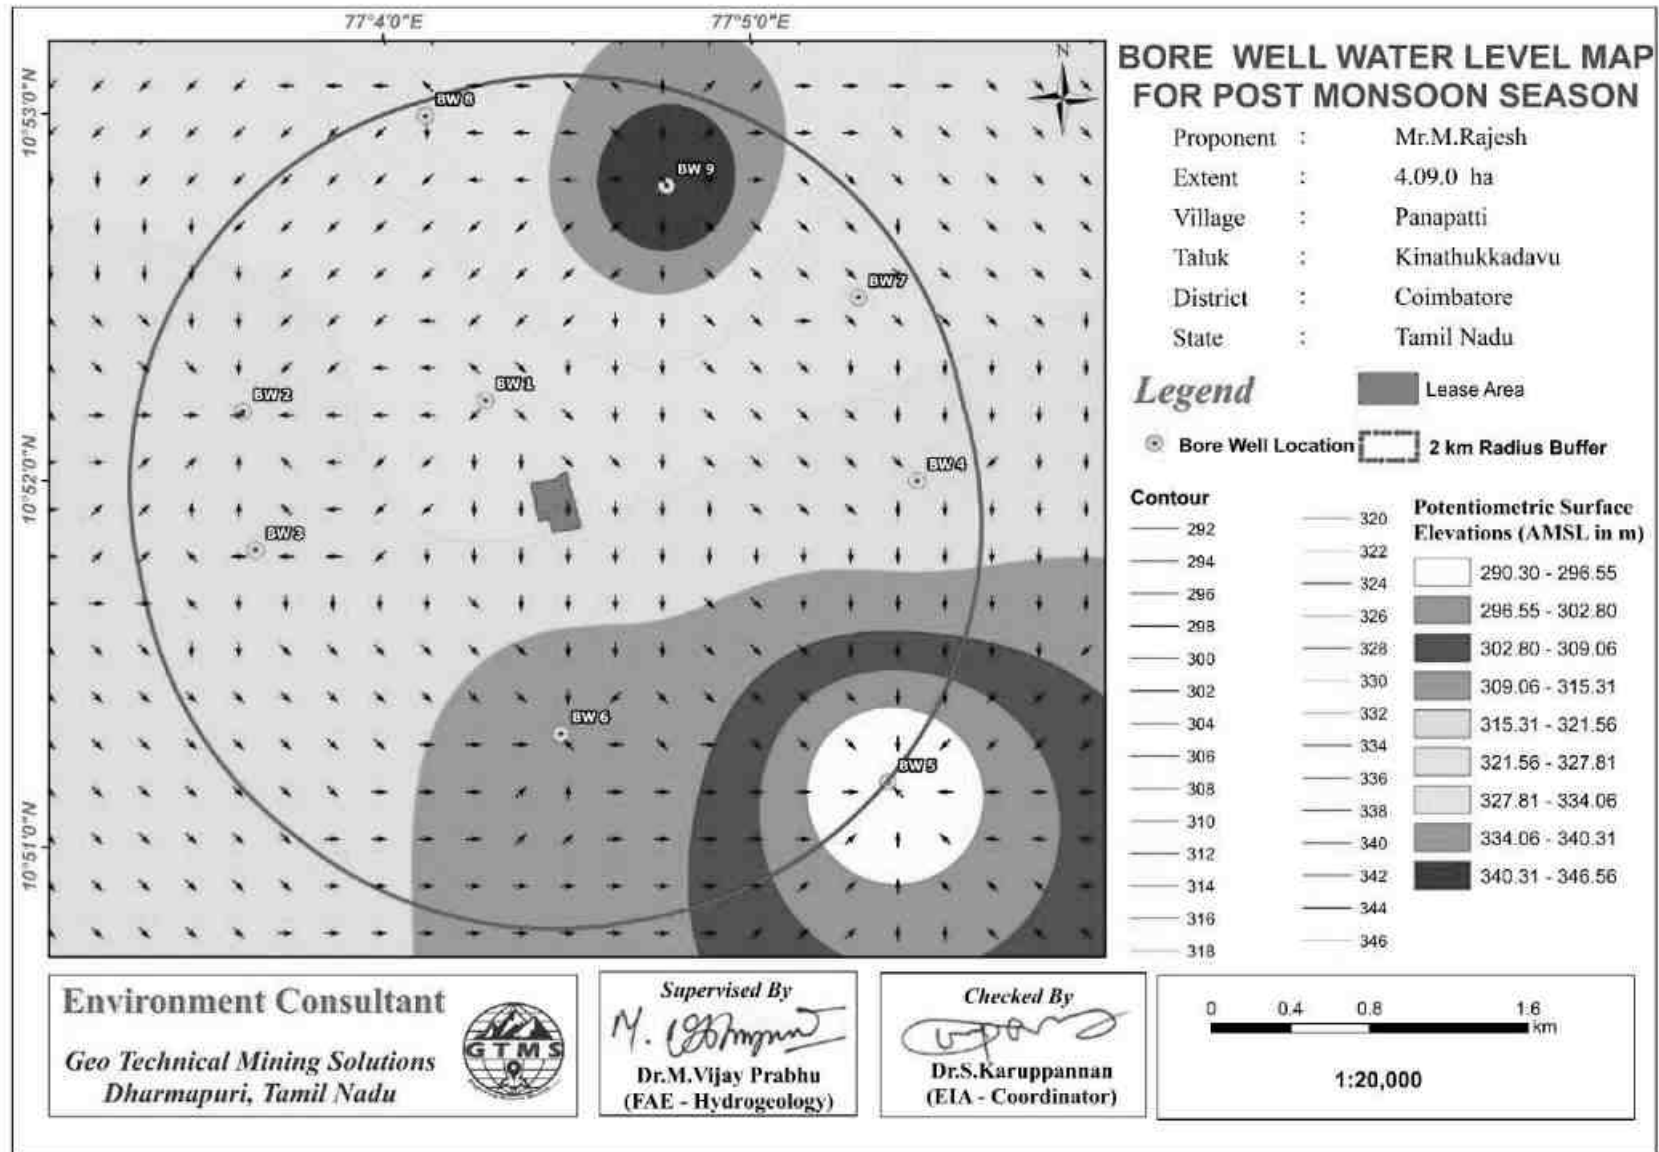 77°4'0"E
77°5'0"E
10°53'0"N
10°52'0"N
10°51'0"N
N
BW 8
BW 9
BW 7
BW 1
BW 2
BW 4
BW 3
BW 6
BW 5
BORE WELL WATER LEVEL MAP
FOR POST MONSOON SEASON
Proponent : Mr.M.Rajesh
Extent : 4.09.0 ha
Village : Panapatti
Taluk : Kinathukkadavu
District : Coimbatore
State : Tamil Nadu
Legend
Lease Area
Bore Well Location
2 km Radius Buffer
Contour
292
294
296
298
300
302
304
306
308
310
312
314
316
318
320
322
324
326
328
330
332
334
336
338
340
342
344
346
Potentiometric Surface
Elevations (AMSL in m)
290.30 - 296.55
296.55 - 302.80
302.80 - 309.06
309.06 - 315.31
315.31 - 321.56
321.56 - 327.81
327.81 - 334.06
334.06 - 340.31
340.31 - 346.56
Environment Consultant
Geo Technical Mining Solutions
Dharmapuri, Tamil Nadu
GTMS
Supervised By
Dr.M.Vijay Prabhu
(FAE - Hydrogeology)
Checked By
Dr.S.Karuppannan
(EIA - Coordinator)
0 0.4 0.8 1.6
km
1:20,000